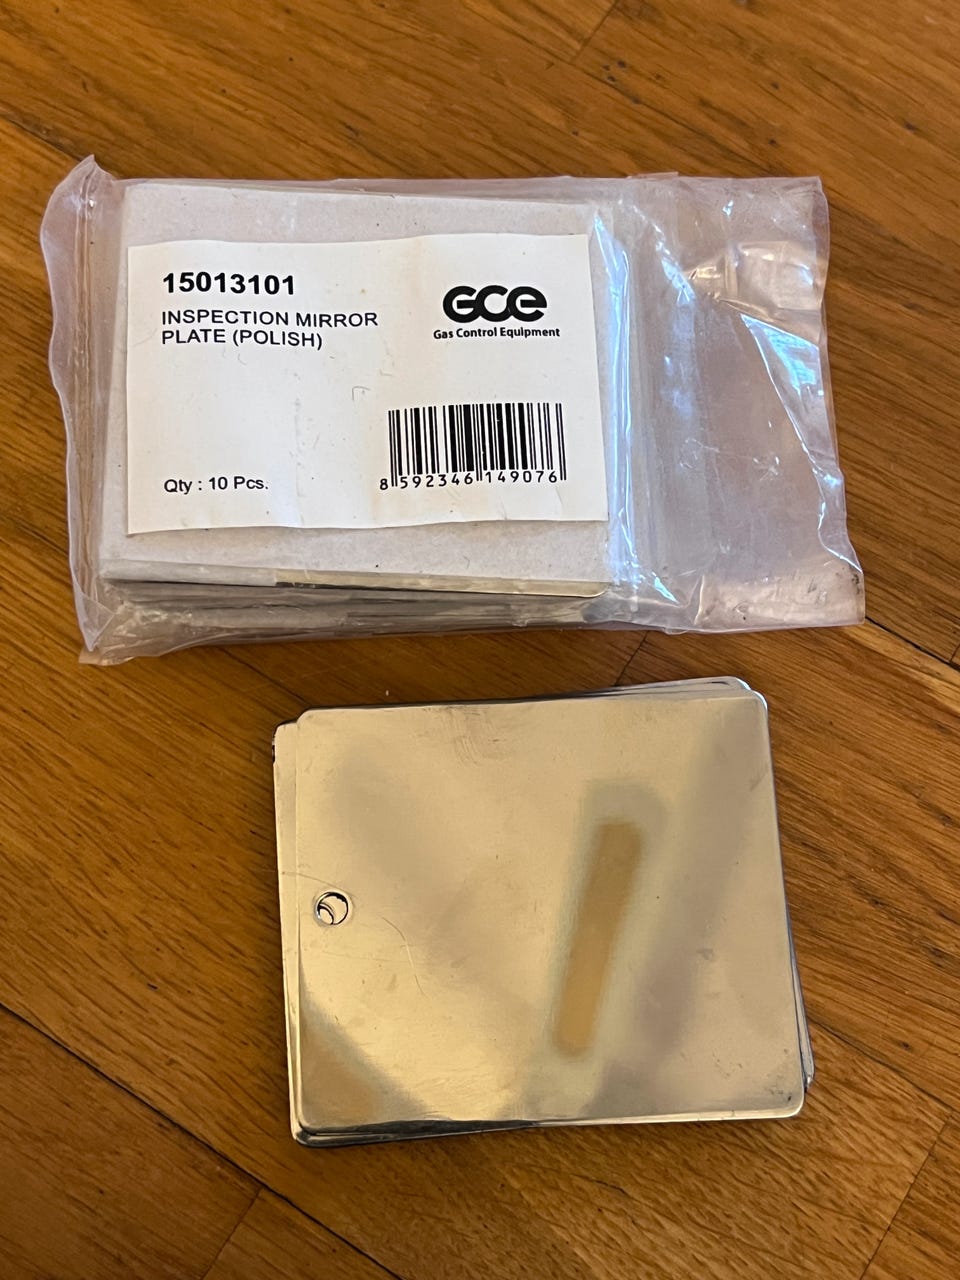 15013101
INSPECTION MIRROR
PLATE (POLISH)
GCE
Gas Control Equipment
Qty : 10 Pcs.
8 592346 149076